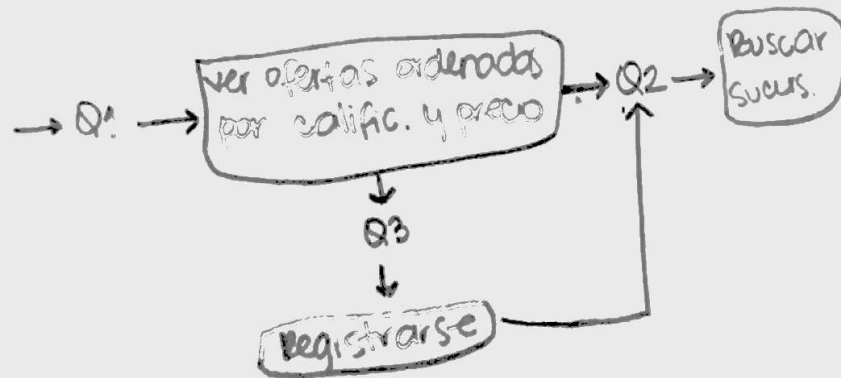 Q1
ver ofertas ordenadas
por calific. y precio
Q2
Buscar
sucurs.
Q3
Registrarse